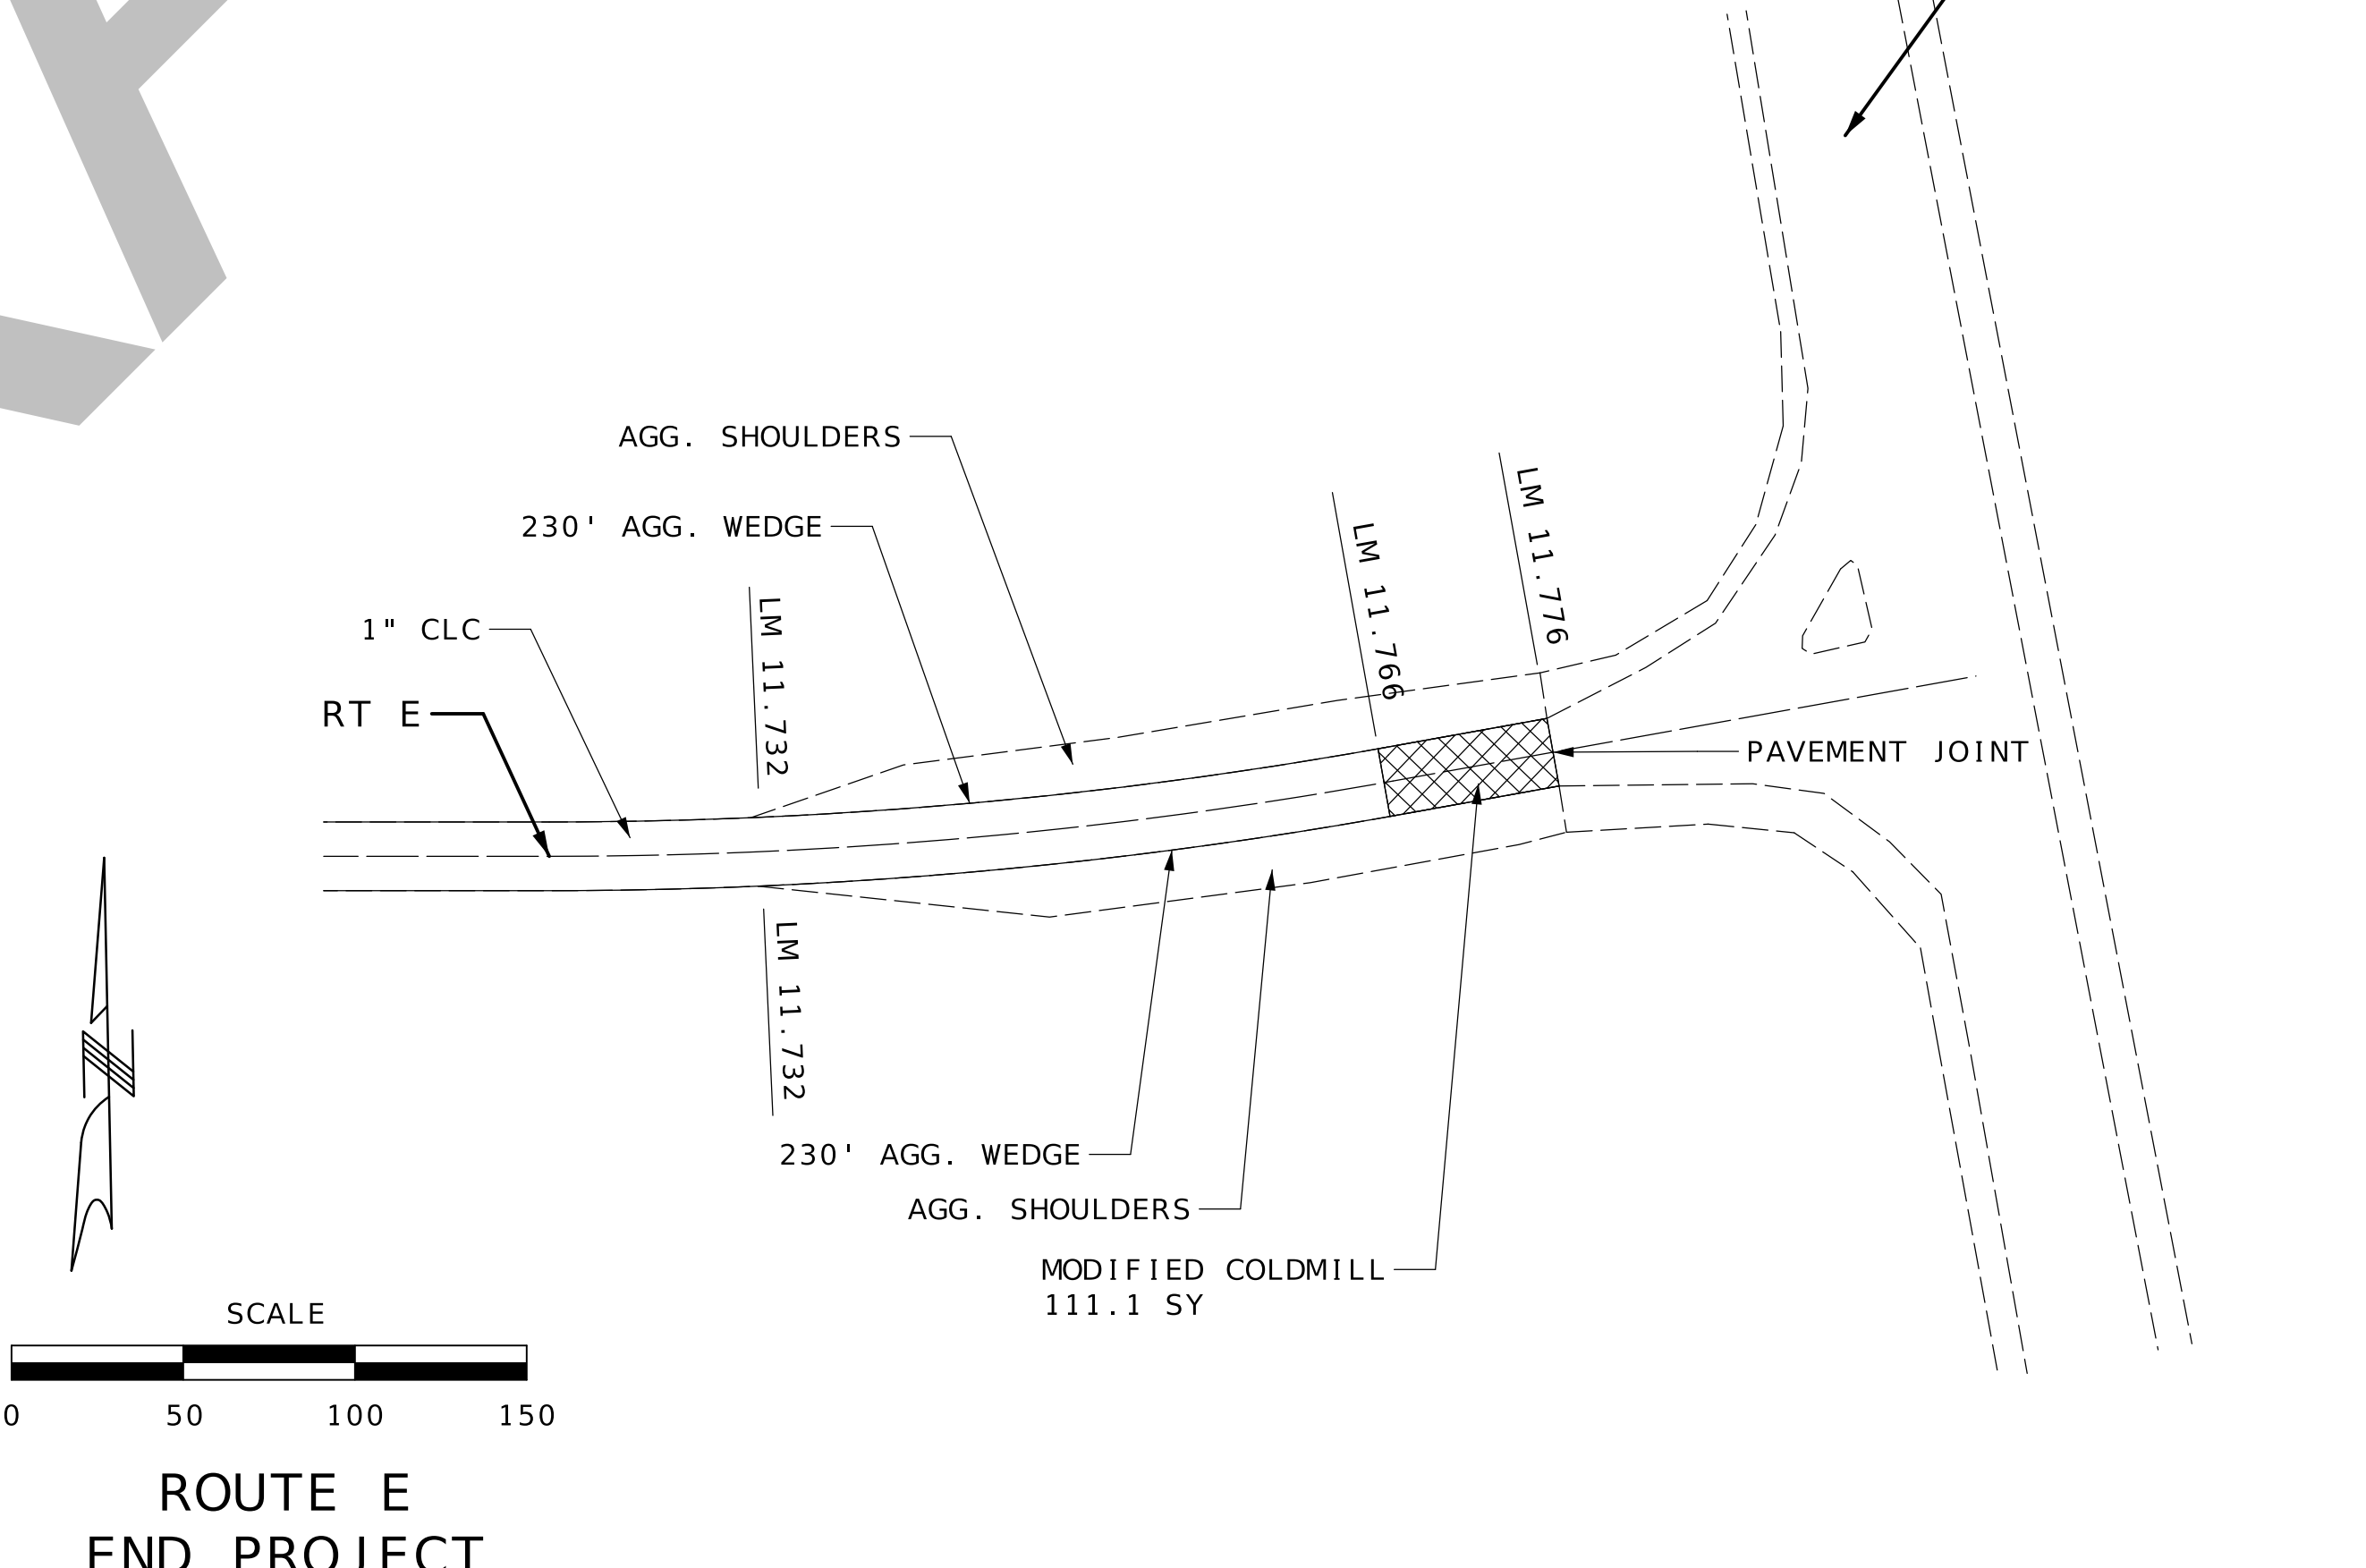 AGG. SHOULDERS
230' AGG. WEDGE
1" CLC
RT E
LM 11.732
LM 11.766
LM 11.776
PAVEMENT JOINT
LM 11.732
230' AGG. WEDGE
AGG. SHOULDERS
MODIFIED COLDMILL
111.1 SY
N
SCALE
0 50 100 150
ROUTE E
END PROJECT